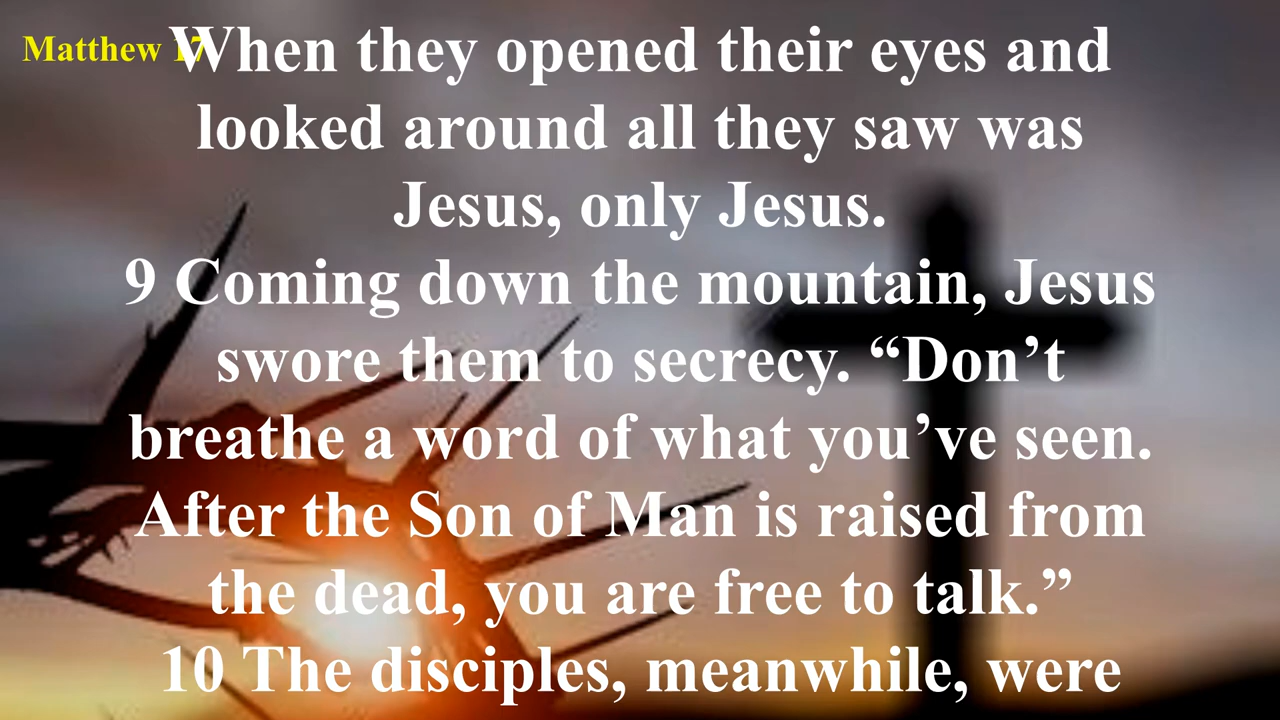 Matthew 17
When they opened their eyes and
looked around all they saw was
Jesus, only Jesus.
9 Coming down the mountain, Jesus
swore them to secrecy. “Don’t
breathe a word of what you’ve seen.
After the Son of Man is raised from
the dead, you are free to talk.”
10 The disciples, meanwhile, were